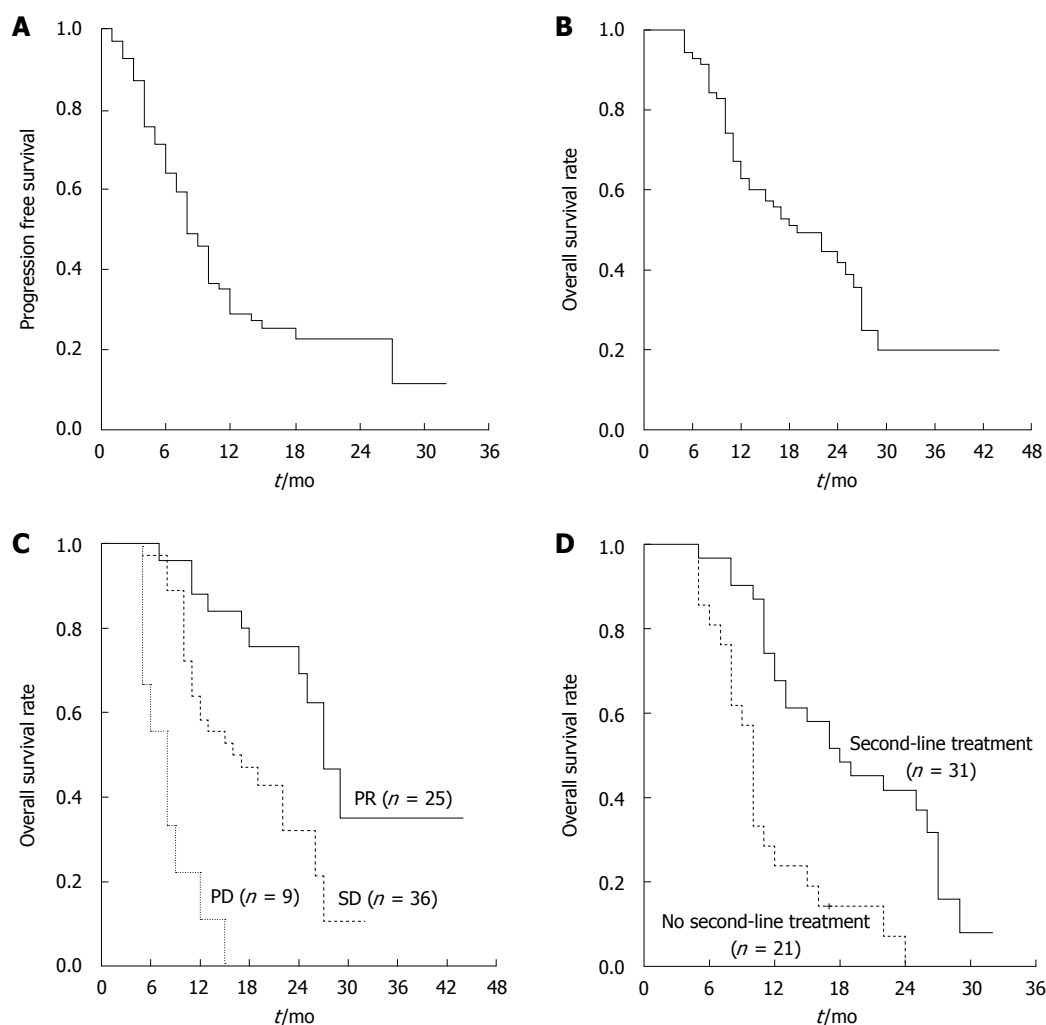 A
1.0
0.8
0.6
0.4
0.2
0.0
Progression free survival
0 6 12 18 24 30 36
t/mo
B
1.0
0.8
0.6
0.4
0.2
0.0
Overall survival rate
0 6 12 18 24 30 36 42 48
t/mo
C
1.0
0.8
0.6
0.4
0.2
0.0
Overall survival rate
PR (n = 25)
PD (n = 9)
SD (n = 36)
0 6 12 18 24 30 36 42 48
t/mo
D
1.0
0.8
0.6
0.4
0.2
0.0
Overall survival rate
Second-line treatment
(n = 31)
No second-line treatment
(n = 21)
0 6 12 18 24 30 36
t/mo